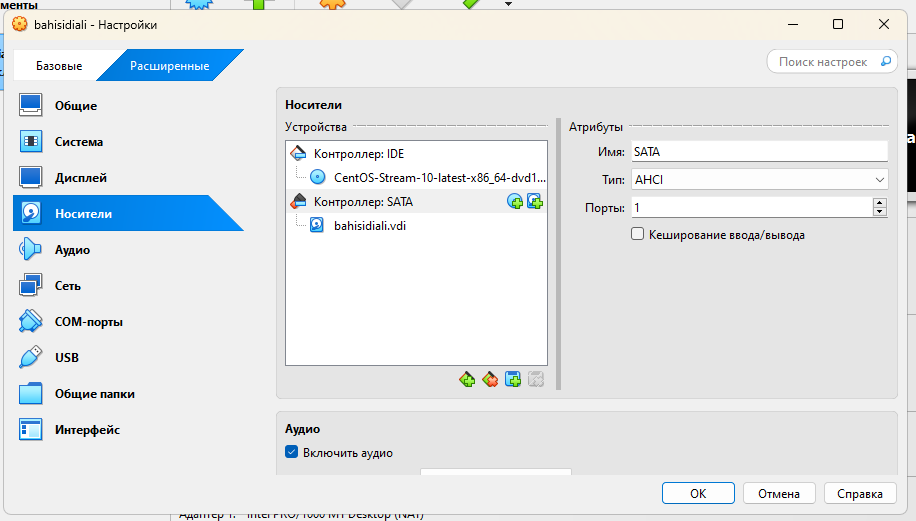 менты
bahisidiali - Настройки
Базовые
Расширенные
Поиск настроек
Общие
Система
Дисплей
Носители
Аудио
Сеть
COM-порты
USB
Общие папки
Интерфейс
Носители
Устройства
Контроллер: IDE
CentOS-Stream-10-latest-x86_64-dvd1...
Контроллер: SATA
bahisidiali.vdi
Атрибуты
Имя: SATA
Тип: AHCI
Порты: 1
Кеширование ввода/вывода
Аудио
Включить аудио
OK
Отмена
Справка
Адаптер 1: Intel PRO/1000 MT Desktop (NAT)